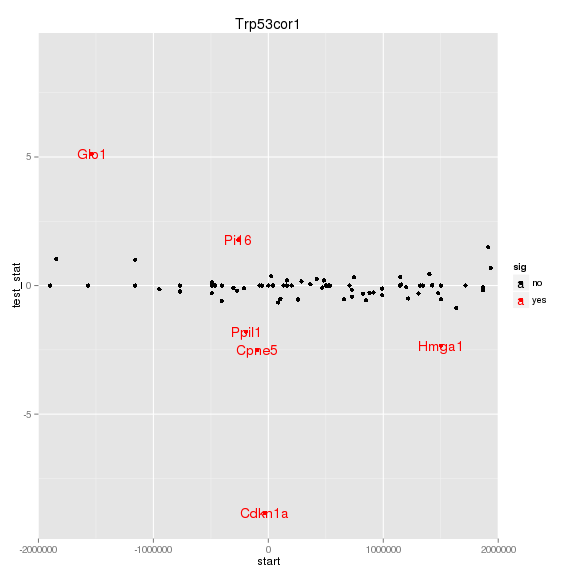 Trp53cor1
Glo1
5
Pi16
sig
a no
a yes
0
test_stat
Ppil1
Cpne5
Hmga1
-5
Cdkn1a
-2000000 -1000000 0 1000000 2000000
start